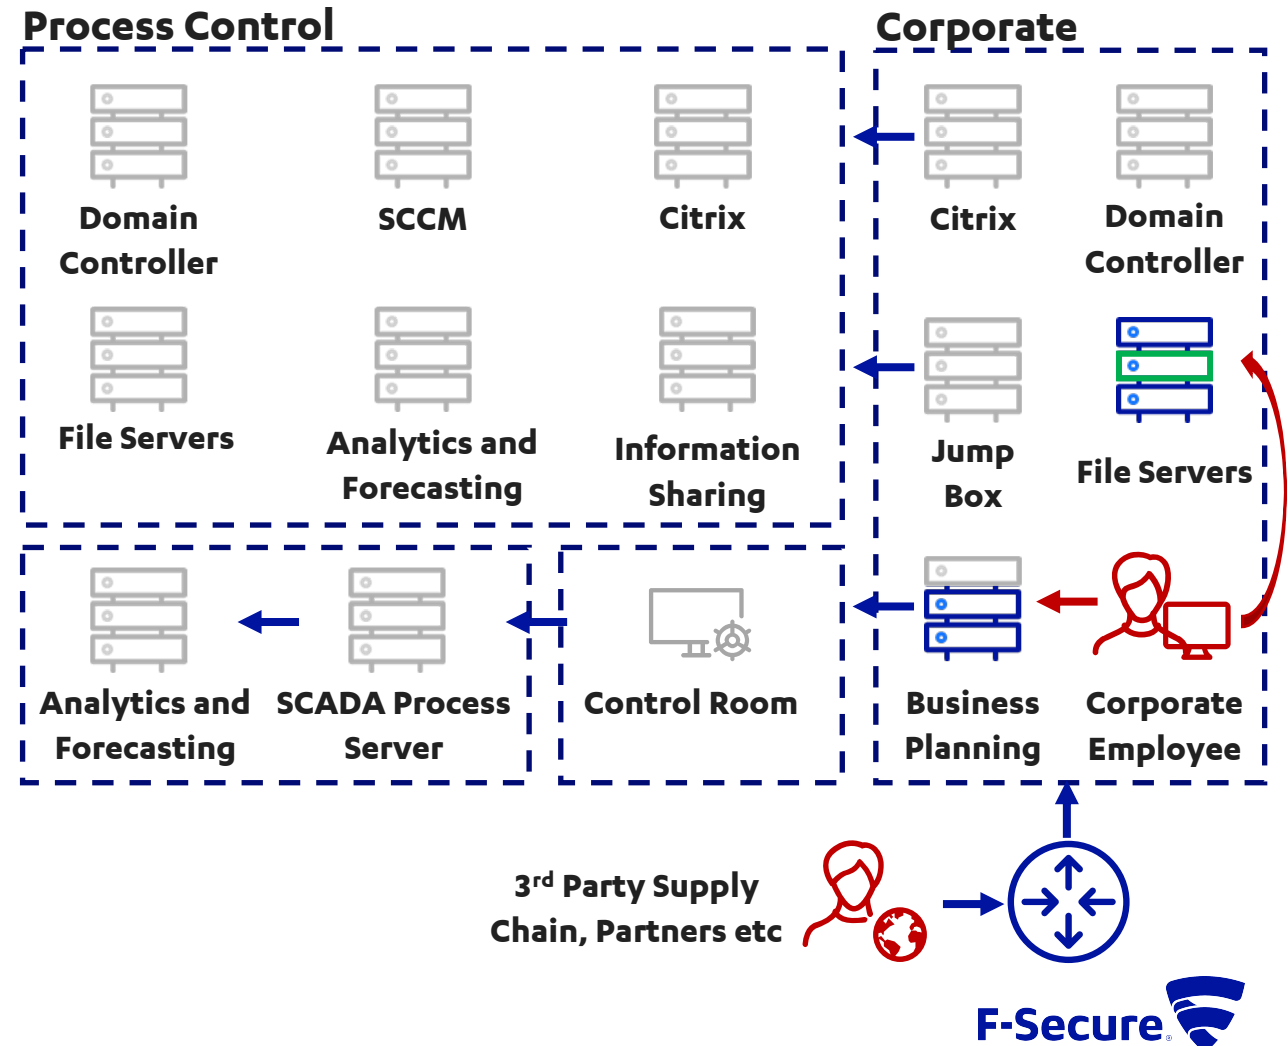 Process Control
Corporate
Domain
Controller
SCCM
Citrix
Citrix
Domain
Controller
File Servers
Analytics and
Forecasting
Information
Sharing
Jump
Box
File Servers
Analytics and
Forecasting
SCADA Process
Server
Control Room
Business
Planning
Corporate
Employee
3rd Party Supply
Chain, Partners etc
F-Secure®